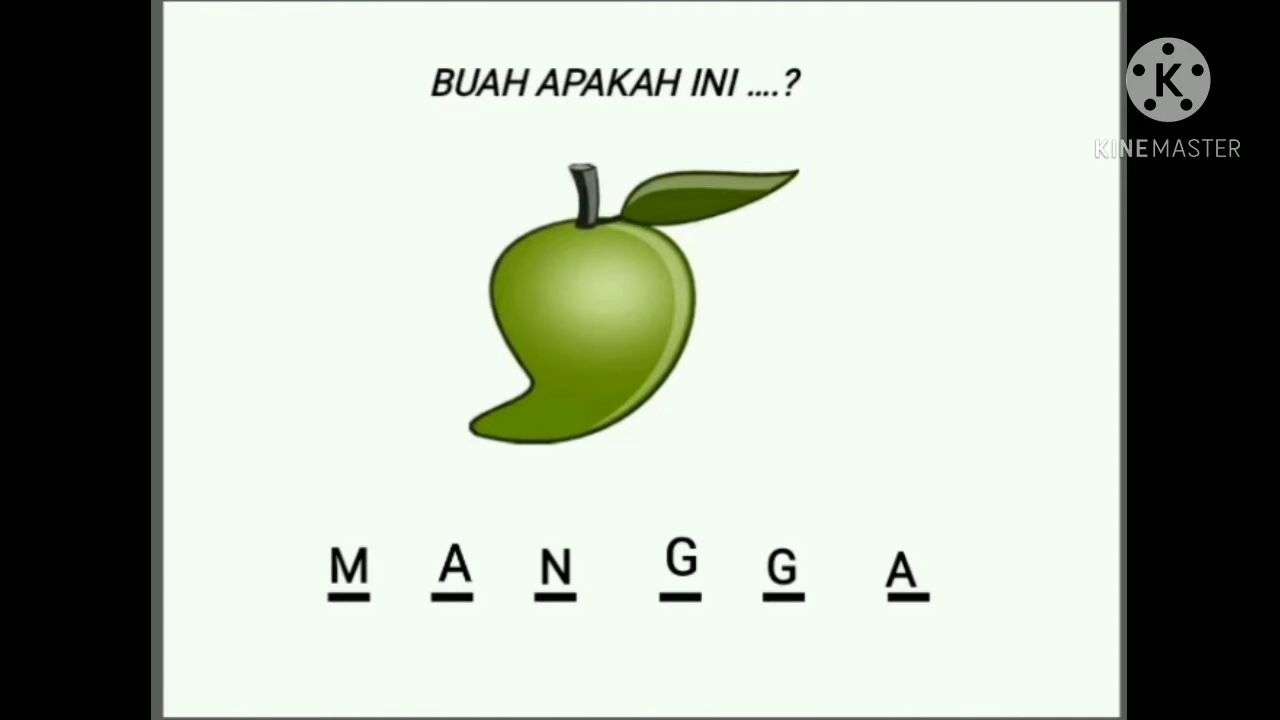 BUAH APAKAH INI ....?
K
KINEMASTER
M A N G G A